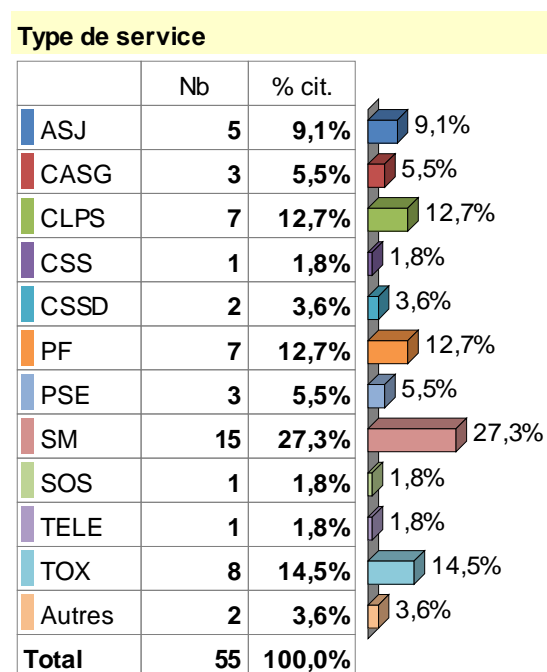 Type de service
Nb % cit.
ASJ 5 9,1% 9,1%
CASG 3 5,5% 5,5%
CLPS 7 12,7% 12,7%
CSS 1 1,8% 1,8%
CSSD 2 3,6% 3,6%
PF 7 12,7% 12,7%
PSE 3 5,5% 5,5%
SM 15 27,3% 27,3%
SOS 1 1,8% 1,8%
TELE 1 1,8% 1,8%
TOX 8 14,5% 14,5%
Autres 2 3,6% 3,6%
Total 55 100,0%